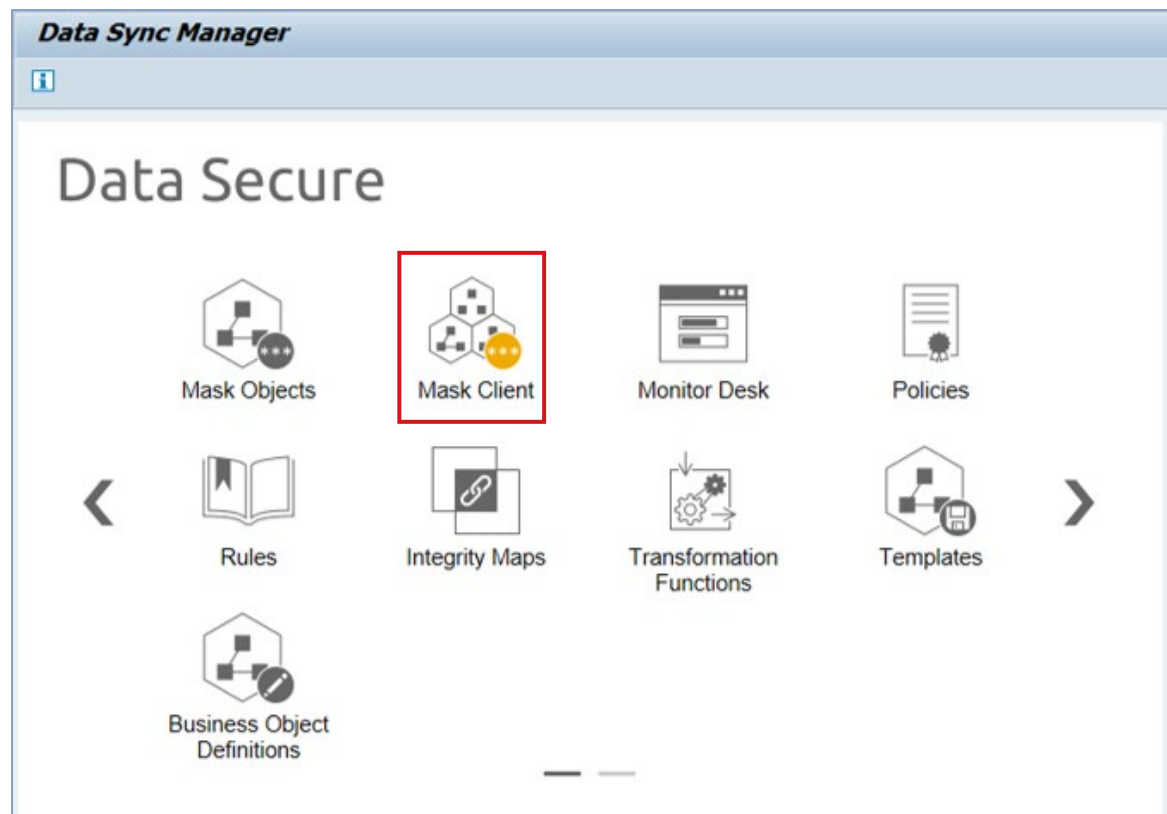 Data Sync Manager
Data Secure
Mask Objects
Mask Client
Monitor Desk
Policies
Rules
Integrity Maps
Transformation
Functions
Templates
Business Object
Definitions